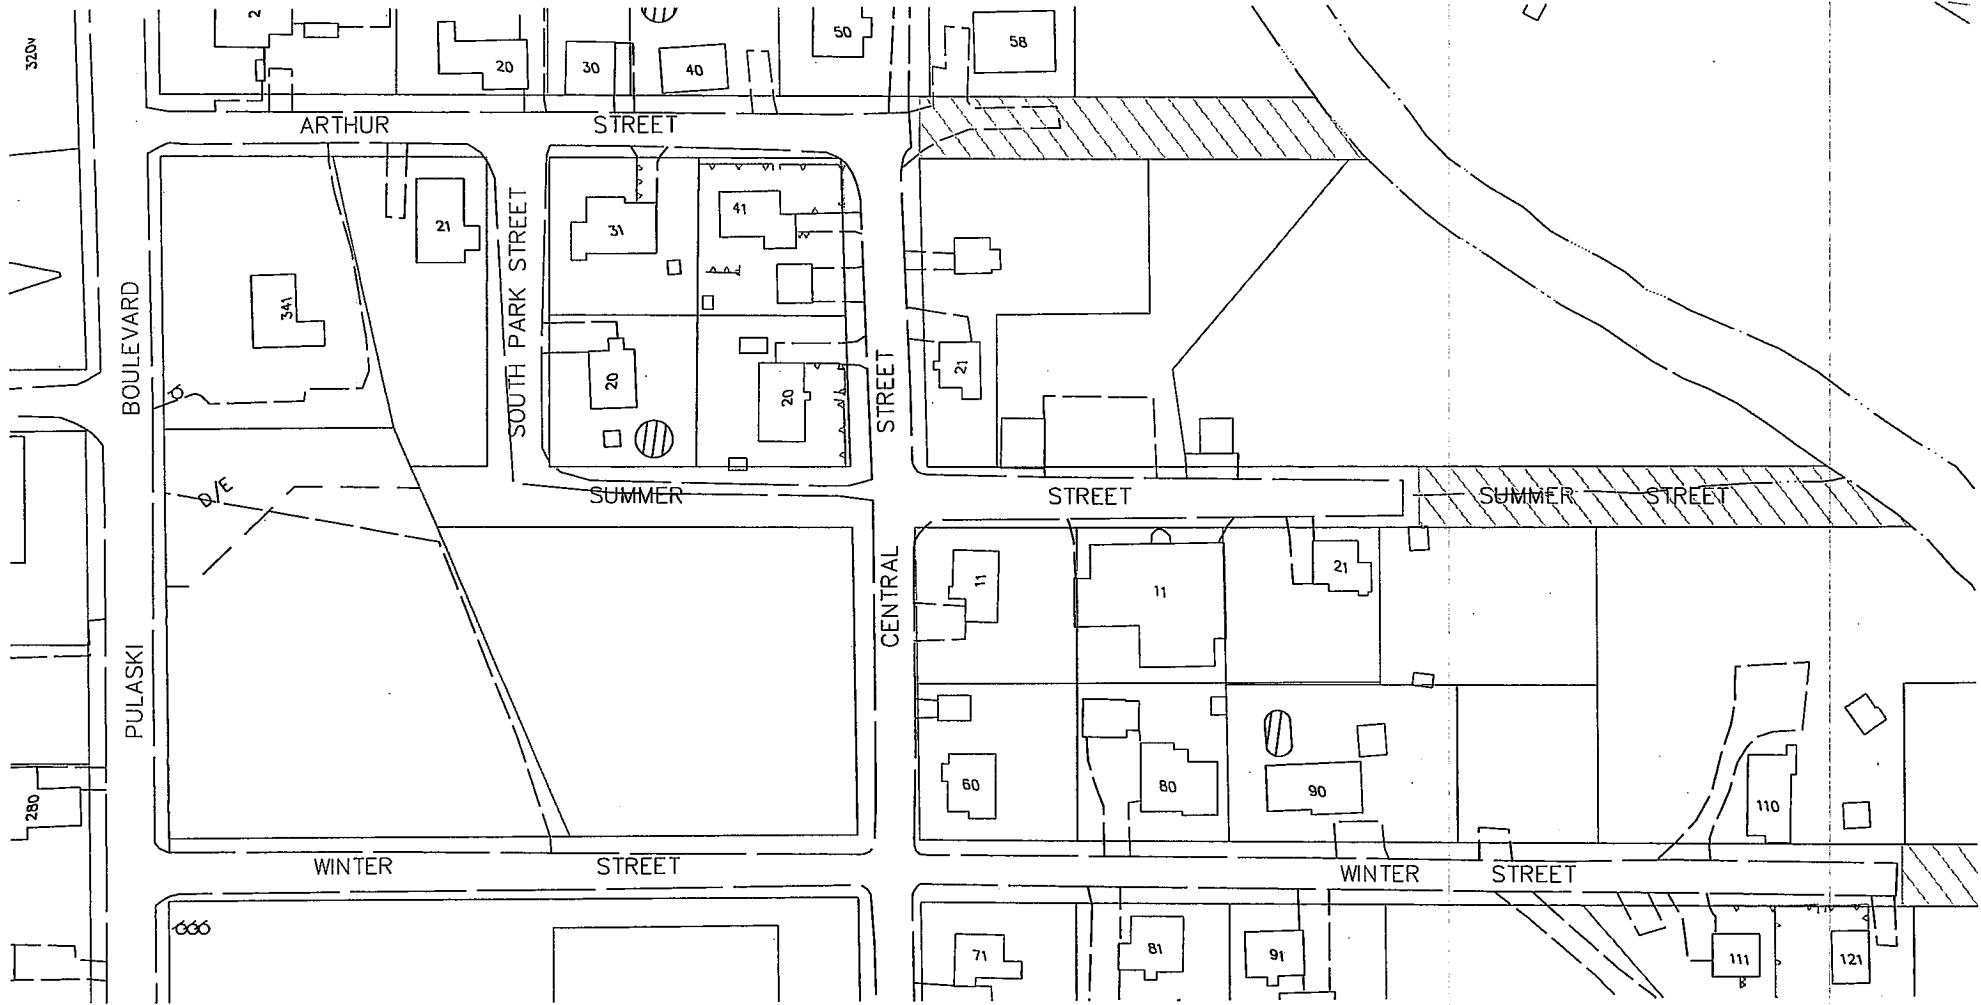 320v
2
20
30
40
50
58
ARTHUR STREET
21
31
41
SOUTH PARK STREET
341
BOULEVARD
20
20
STREET
21
D/E
SUMMER STREET
SUMMER STREET
11
11
21
CENTRAL
PULASKI
280
60
80
90
110
WINTER STREET
WINTER STREET
71
81
91
111
121